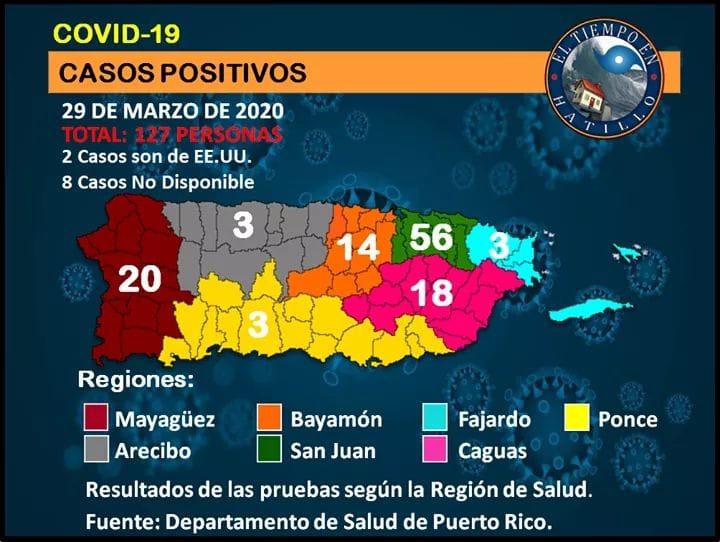 COVID-19
CASOS POSITIVOS
EL TIEMPO EN
HATILLO
29 DE MARZO DE 2020
TOTAL: 127 PERSONAS
2 Casos son de EE.UU.
8 Casos No Disponible
3
14
56
3
20
18
3
Regiones:
Mayagüez
Bayamón
Fajardo
Ponce
Arecibo
San Juan
Caguas
Resultados de las pruebas según la Región de Salud.
Fuente: Departamento de Salud de Puerto Rico.